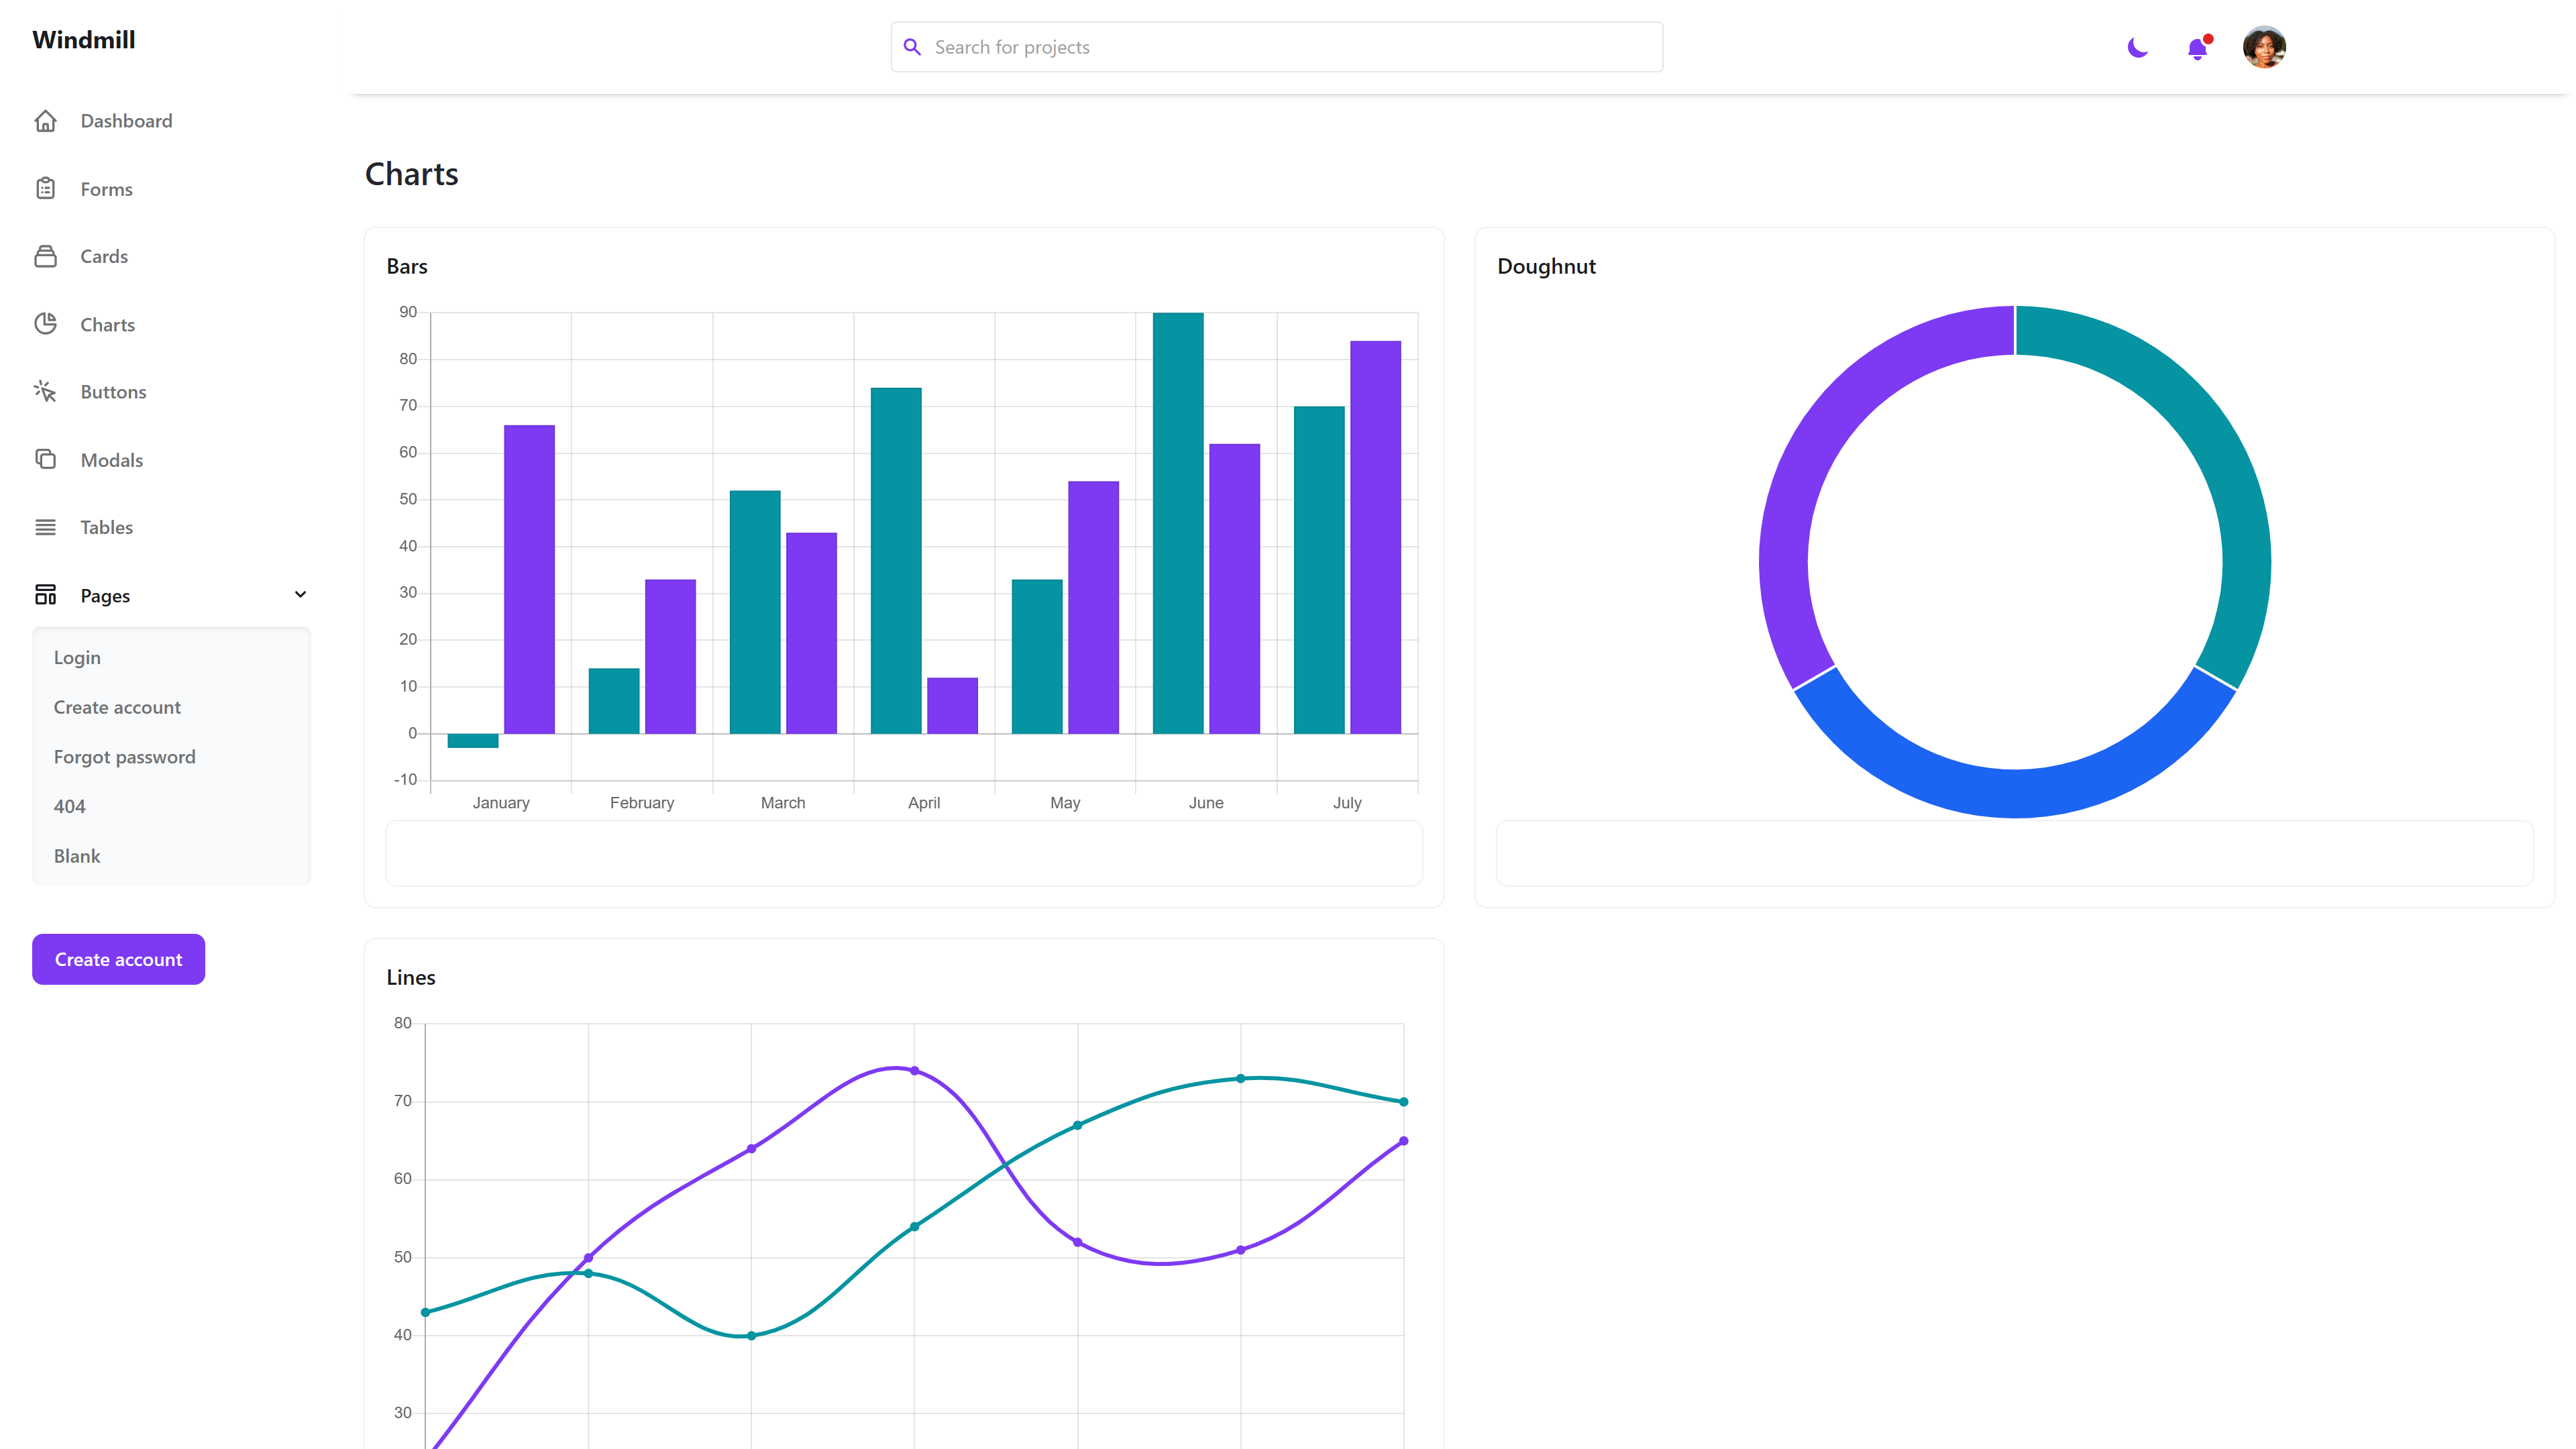 Windmill
Search for projects
Dashboard
Forms
Cards
Charts
Buttons
Modals
Tables
Pages
Login
Create account
Forgot password
404
Blank
Create account
Charts
Bars
90
80
70
60
50
40
30
20
10
0
-10
January February March April May June July
Doughnut
Lines
80
70
60
50
40
30